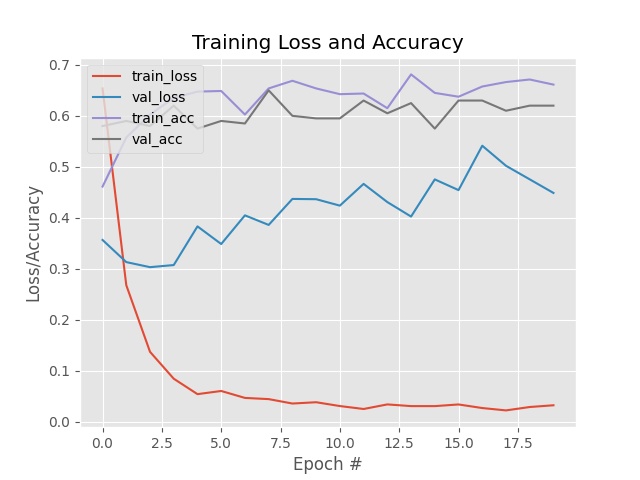 Training Loss and Accuracy
train_loss
val_loss
train_acc
val_acc
0.7
0.6
0.5
0.4
0.3
0.2
0.1
0.0
Loss/Accuracy
0.0 2.5 5.0 7.5 10.0 12.5 15.0 17.5
Epoch #